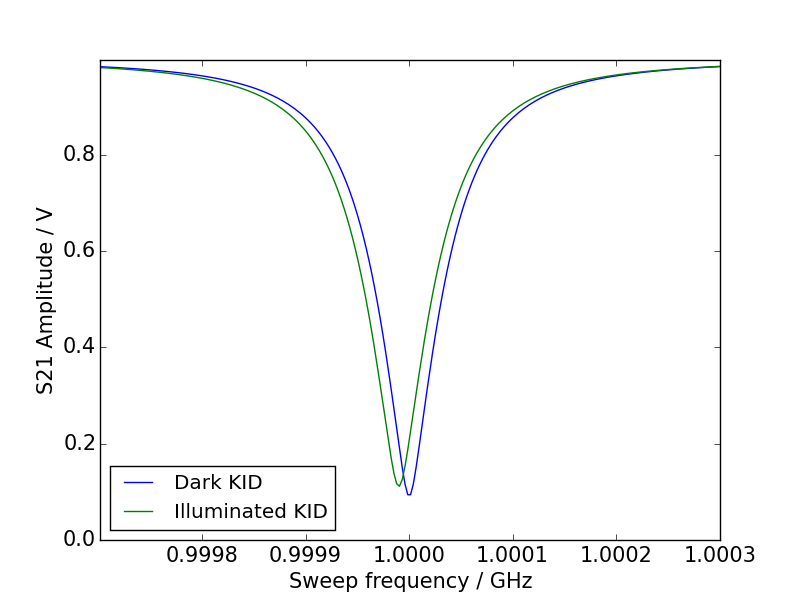 S21 Amplitude / V
0.8
0.6
0.4
0.2
0.0
Dark KID
Illuminated KID
0.9998 0.9999 1.0000 1.0001 1.0002 1.0003
Sweep frequency / GHz